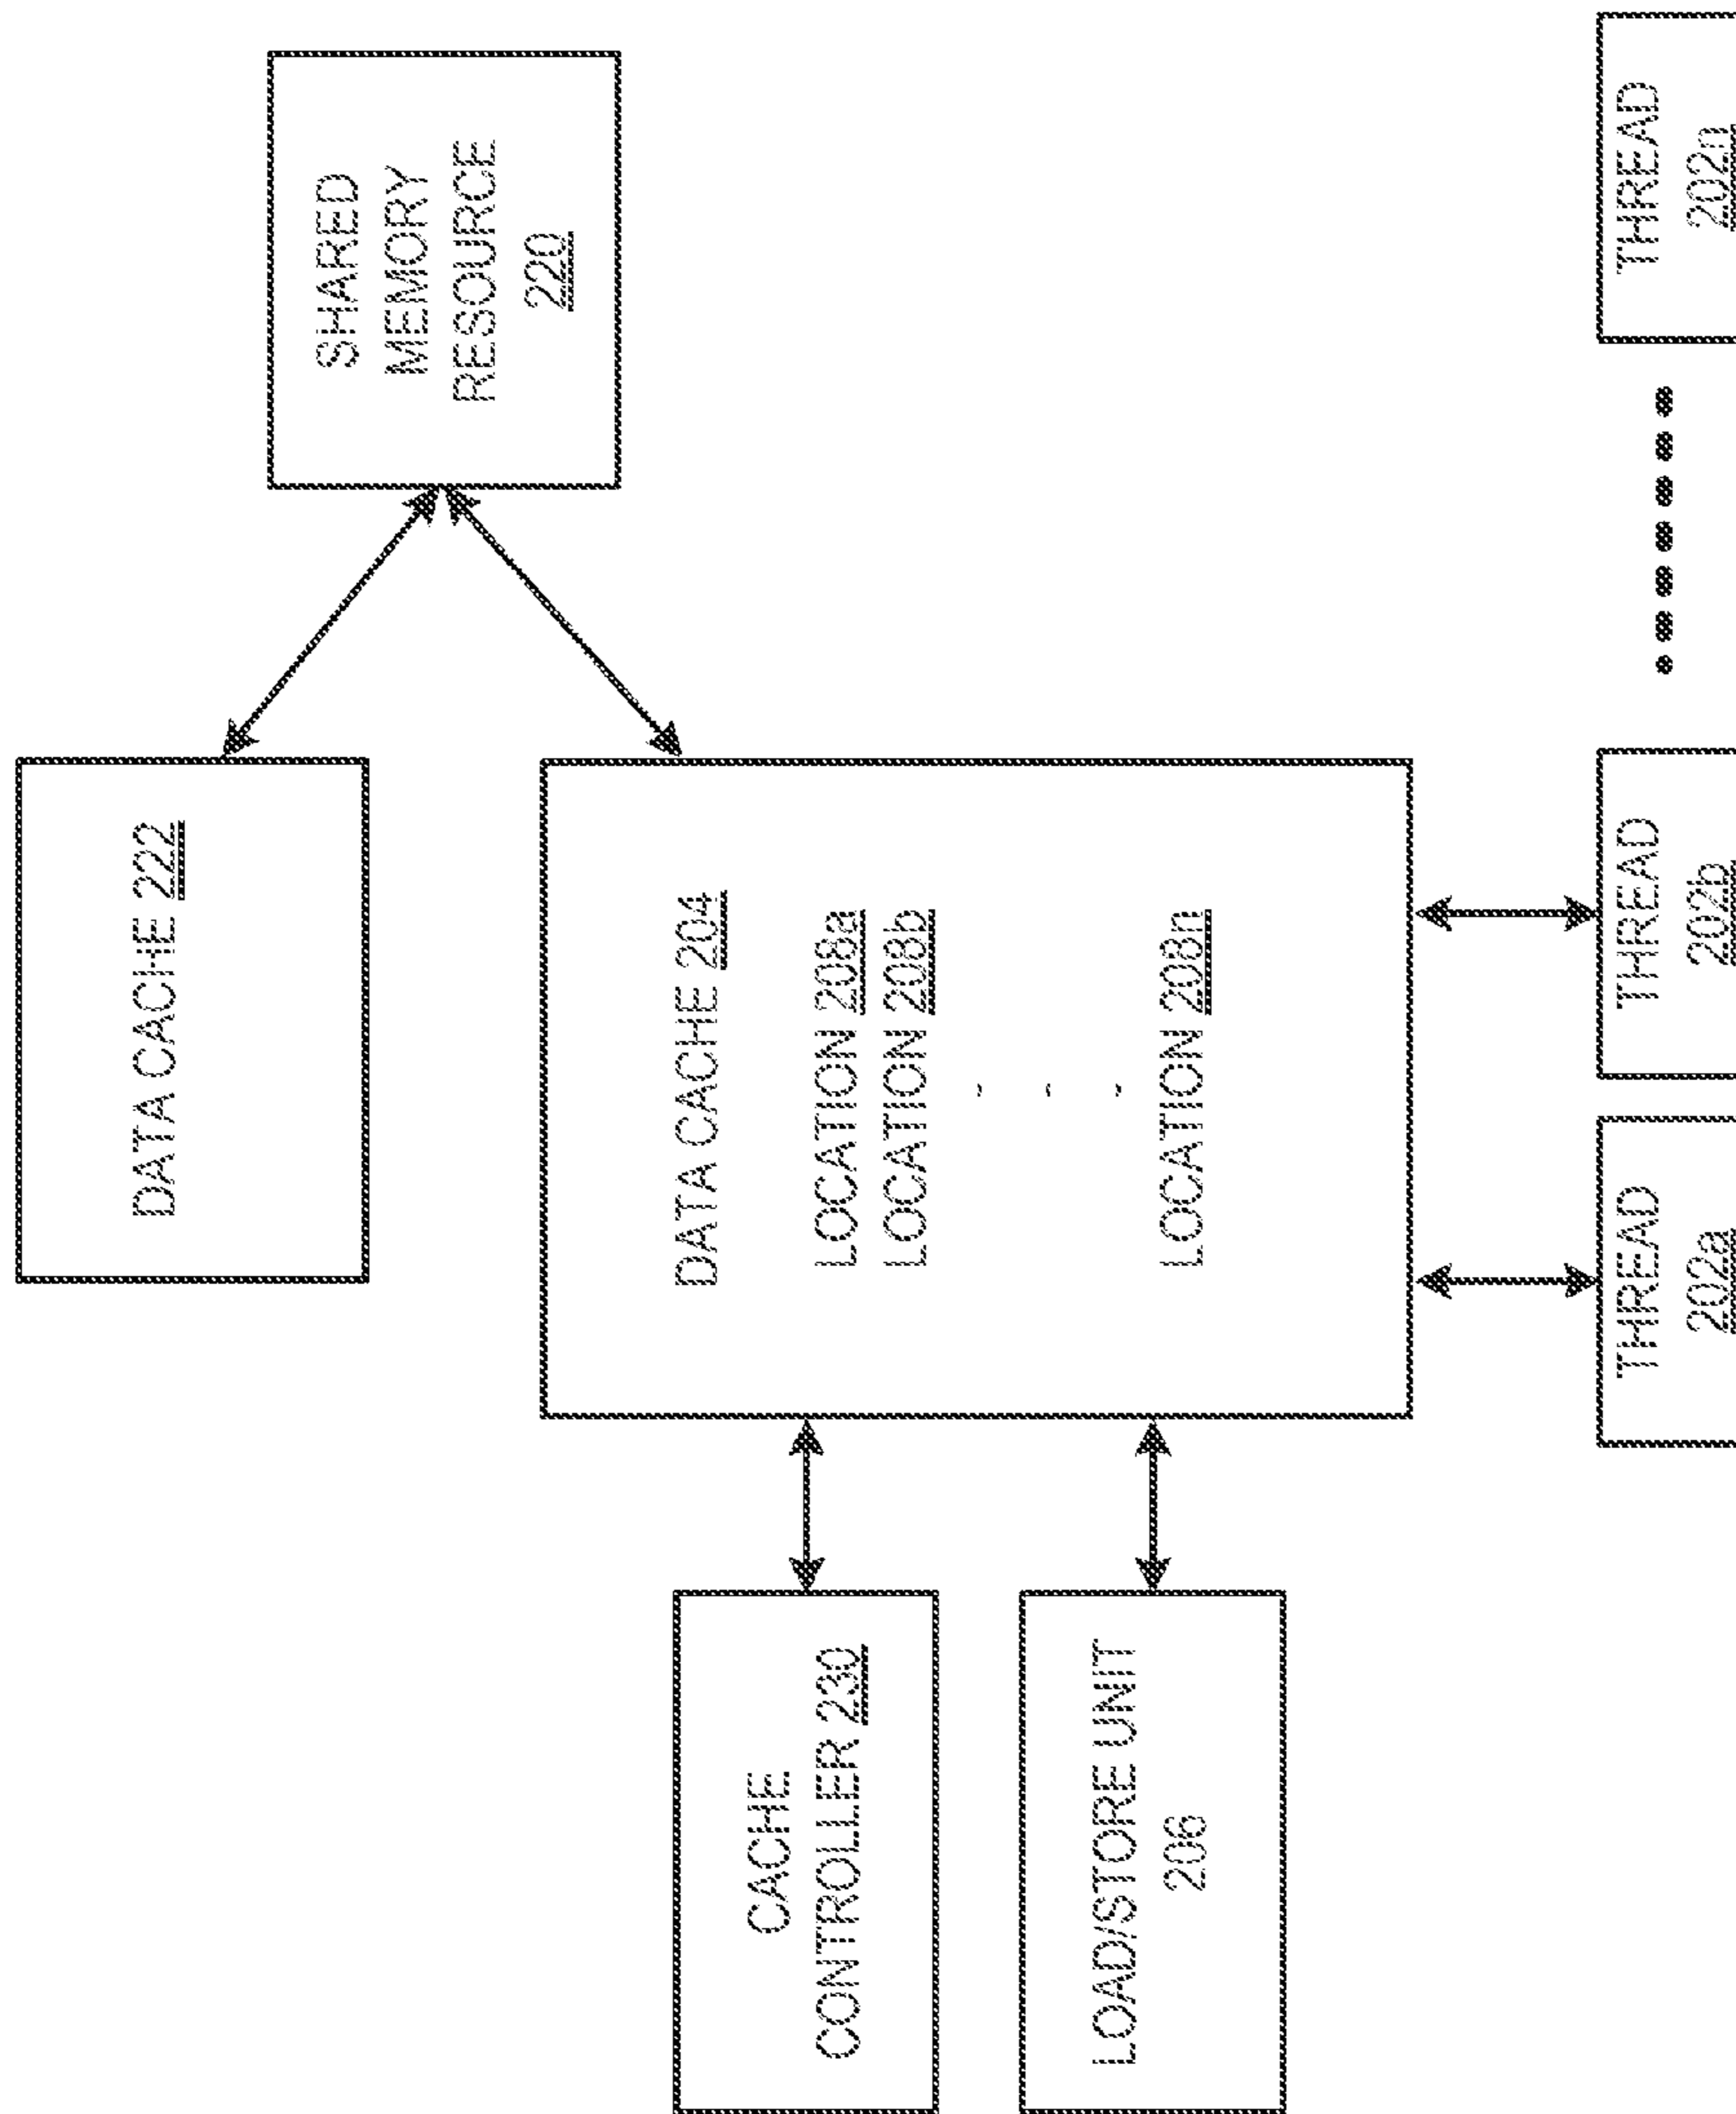 DATA CACHE 222
SHARED
MEMORY
RESOURCE
220
CACHE
CONTROLLER 230
LOAD/STORE UNIT
206
DATA CACHE 204
LOCATION 208a
LOCATION 208b
.
.
.
LOCATION 208n
THREAD
202a
THREAD
202b
THREAD
202n